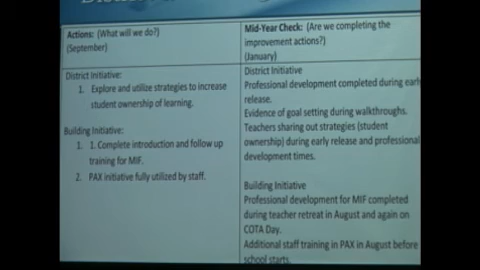 Actions: (What will we do?)
(September)
District Initiative:
1. Explore and utilize strategies to increase
student ownership of learning.
Building Initiative:
1. 1. Complete introduction and follow up
training for MIF.
2. PAX initiative fully utilized by staff.
Mid-Year Check: (Are we completing the
improvement actions?)
(January)
District Initiative
Professional development completed during early
release.
Evidence of goal setting during walkthroughs.
Teachers sharing out strategies (student
ownership) during early release and professional
development times.
Building Initiative
Professional development for MIF completed
during teacher retreat in August and again on
COTA Day.
Additional staff training in PAX in August before
school starts.